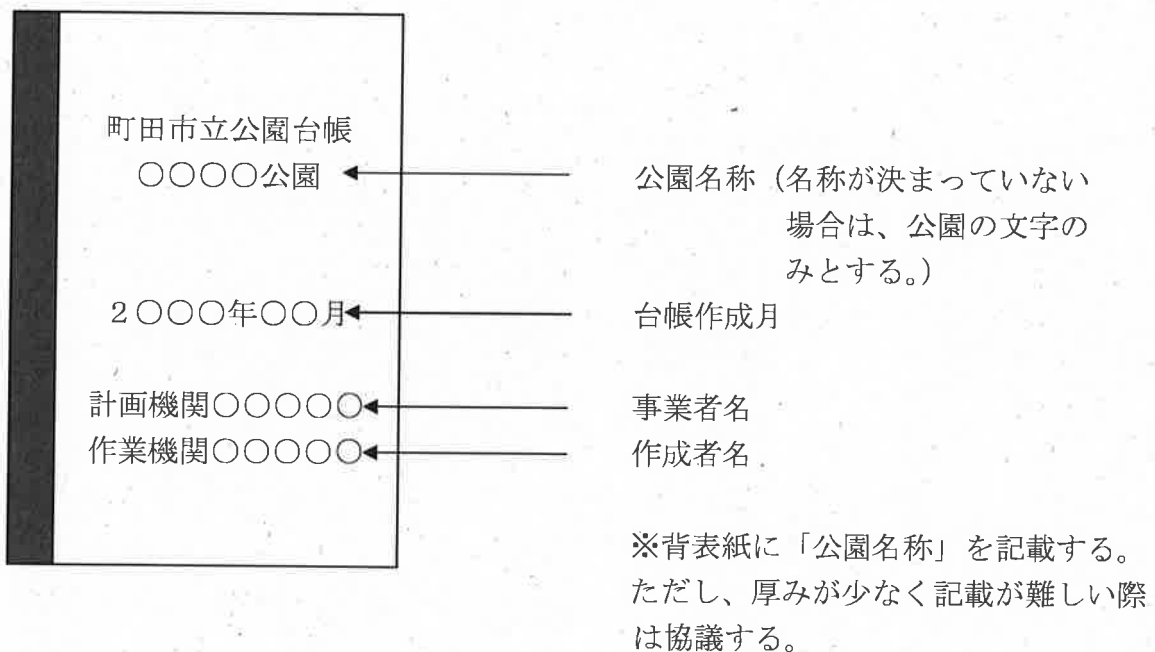 町田市立公園台帳
○○○○公園
公園名称（名称が決まっていない
場合は、公園の文字の
みとする。）
２○○○年○○月
台帳作成月
計画機関○○○○○
事業者名
作業機関○○○○○
作成者名
※背表紙に「公園名称」を記載する。
ただし、厚みが少なく記載が難しい際
は協議する。